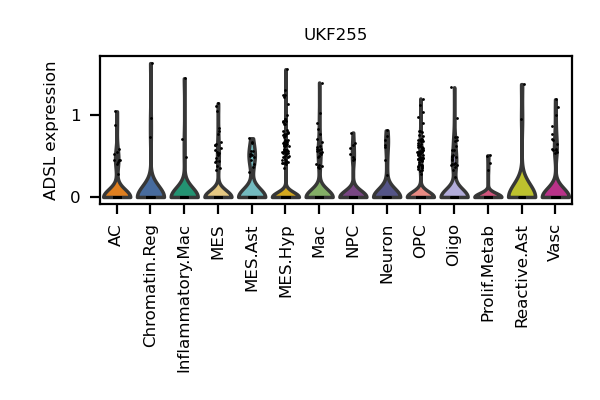 UKF255
ADSL expression
1
0
AC
Chromatin.Reg
Inflammatory.Mac
MES
MES.Ast
MES.Hyp
Mac
NPC
Neuron
OPC
Oligo
Prolif.Metab
Reactive.Ast
Vasc